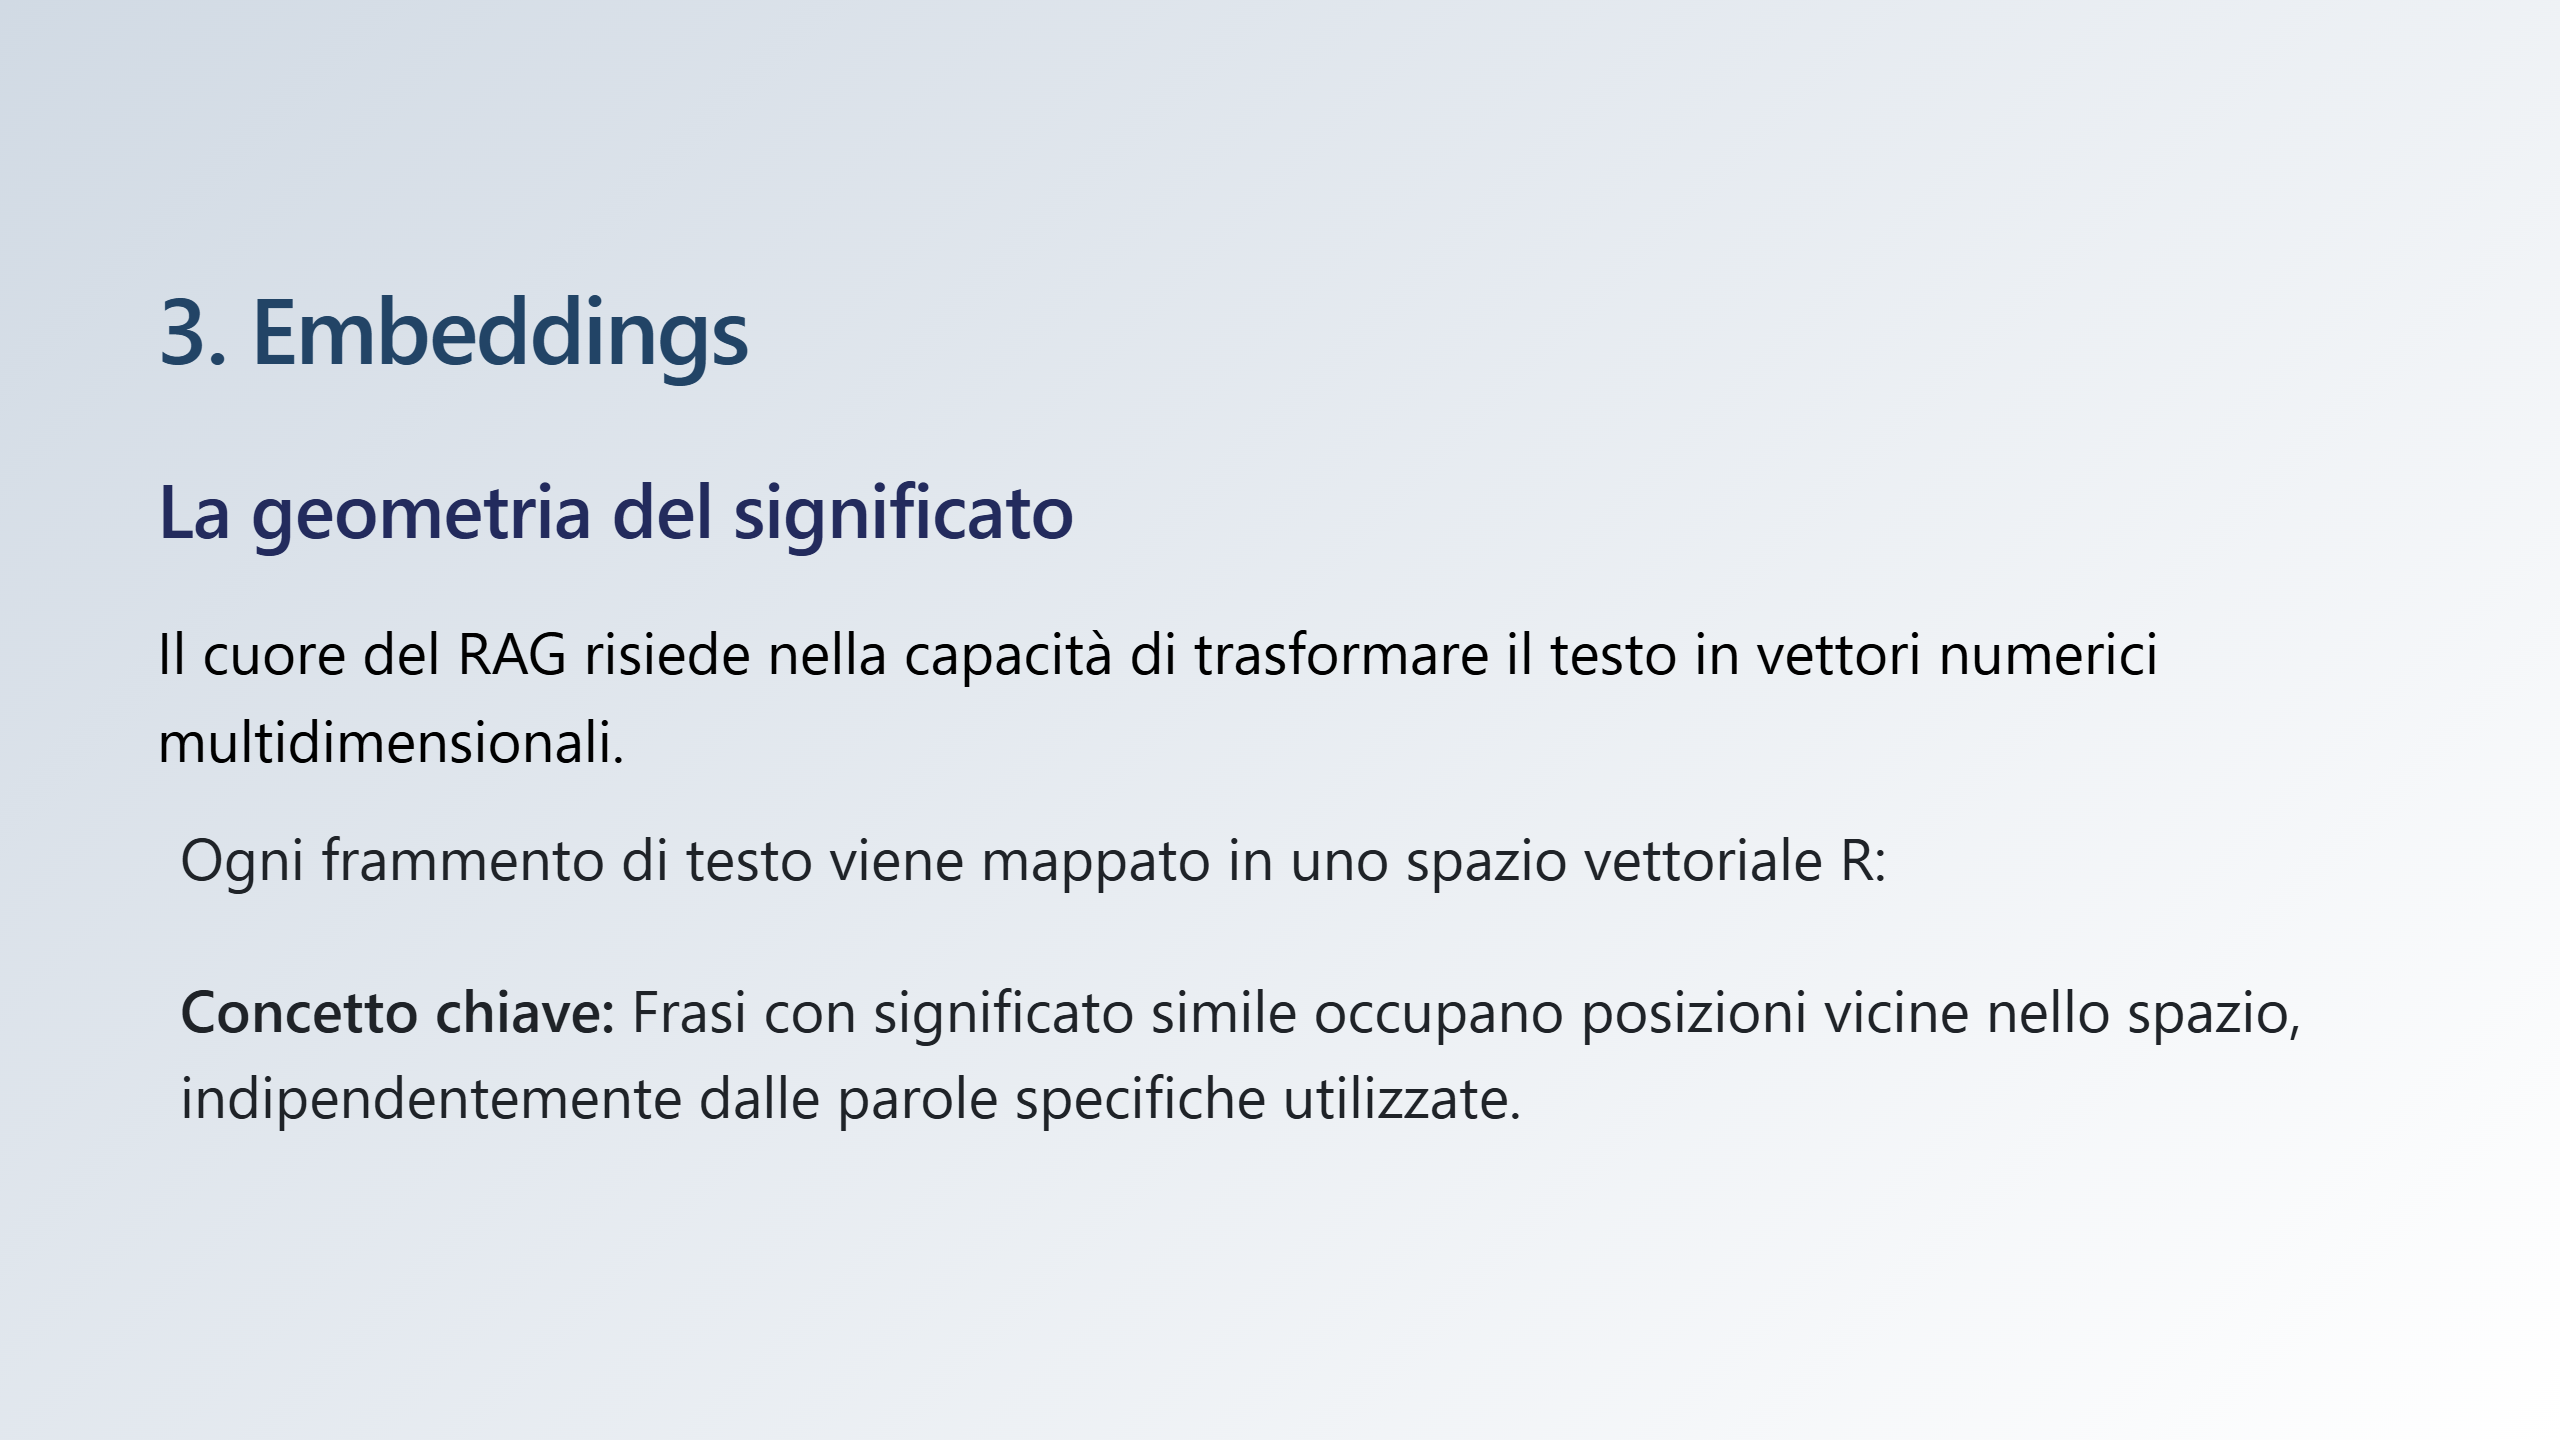 3. Embeddings
La geometria del significato
Il cuore del RAG risiede nella capacità di trasformare il testo in vettori numerici
multidimensionali.
Ogni frammento di testo viene mappato in uno spazio vettoriale R:
Concetto chiave: Frasi con significato simile occupano posizioni vicine nello spazio,
indipendentemente dalle parole specifiche utilizzate.